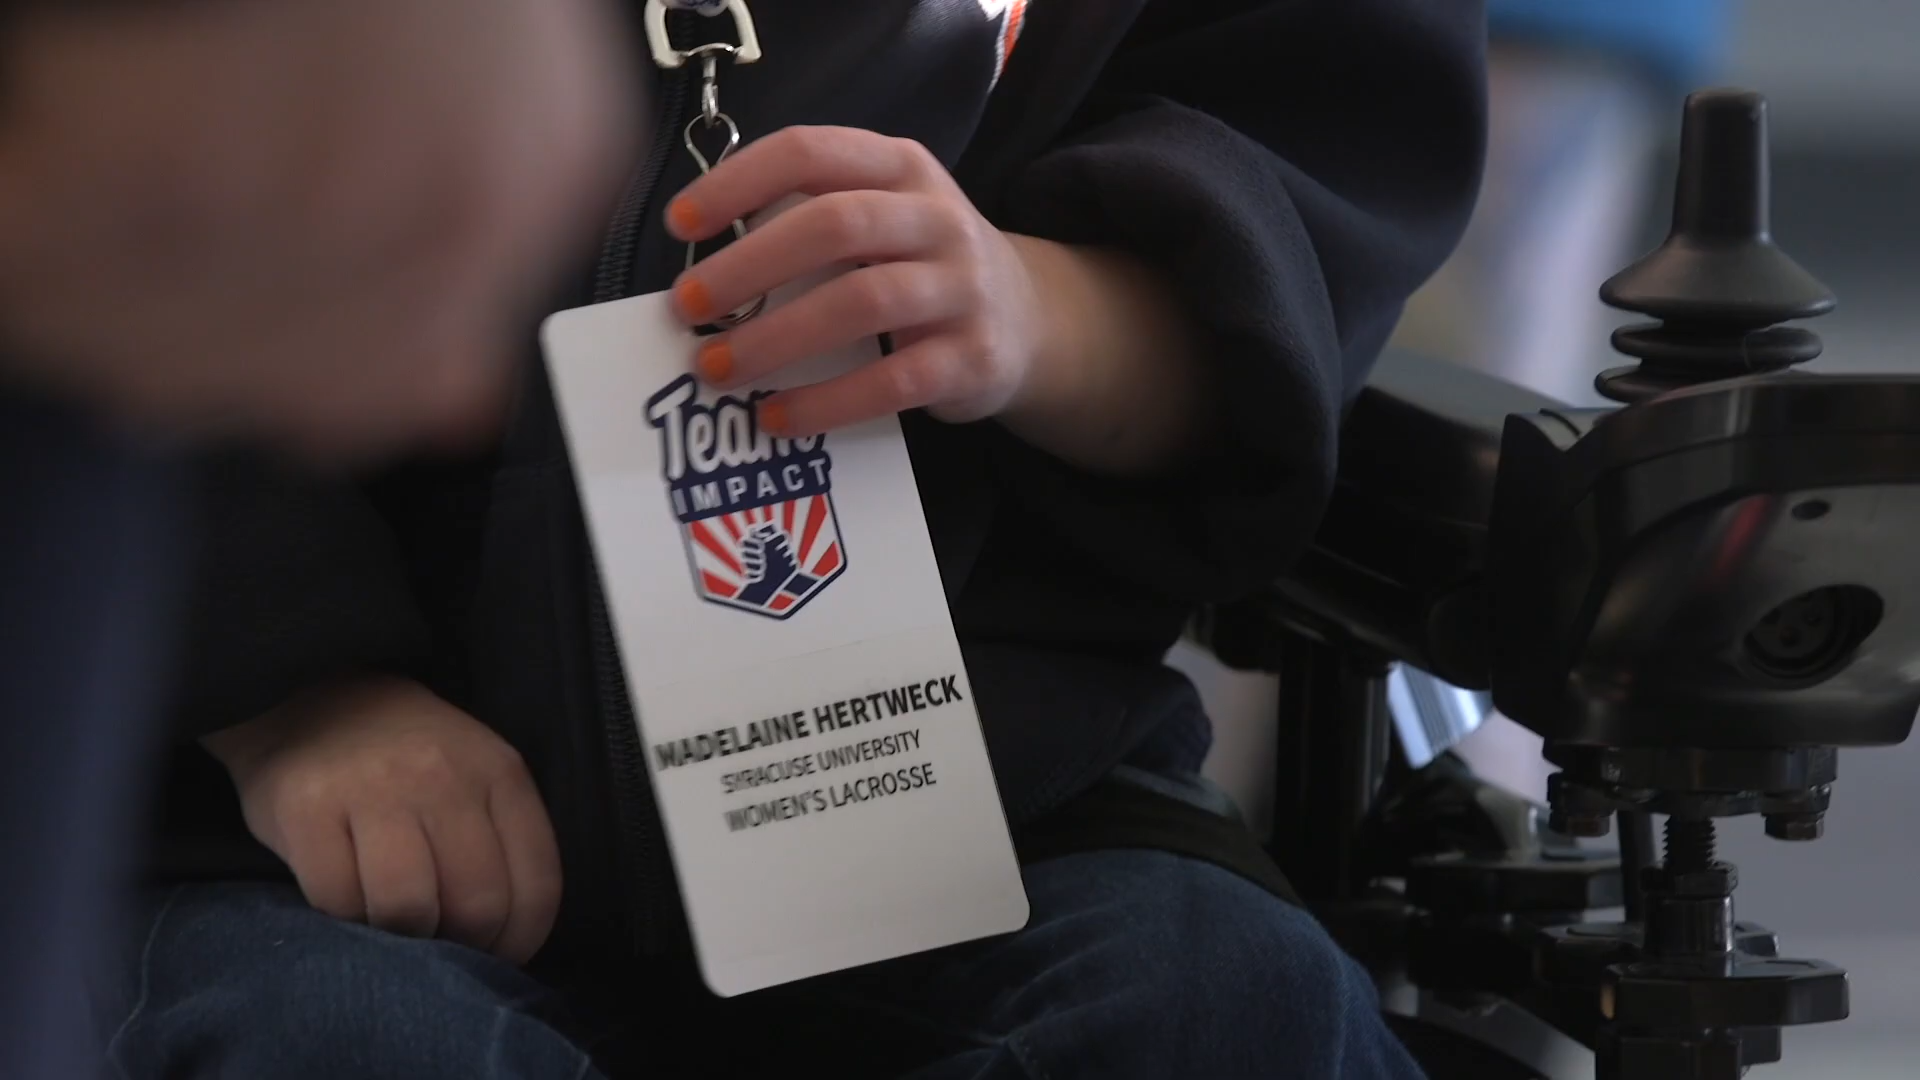 Team
IMPACT
MADELAINE HERTWECK
SYRACUSE UNIVERSITY
WOMEN'S LACROSSE